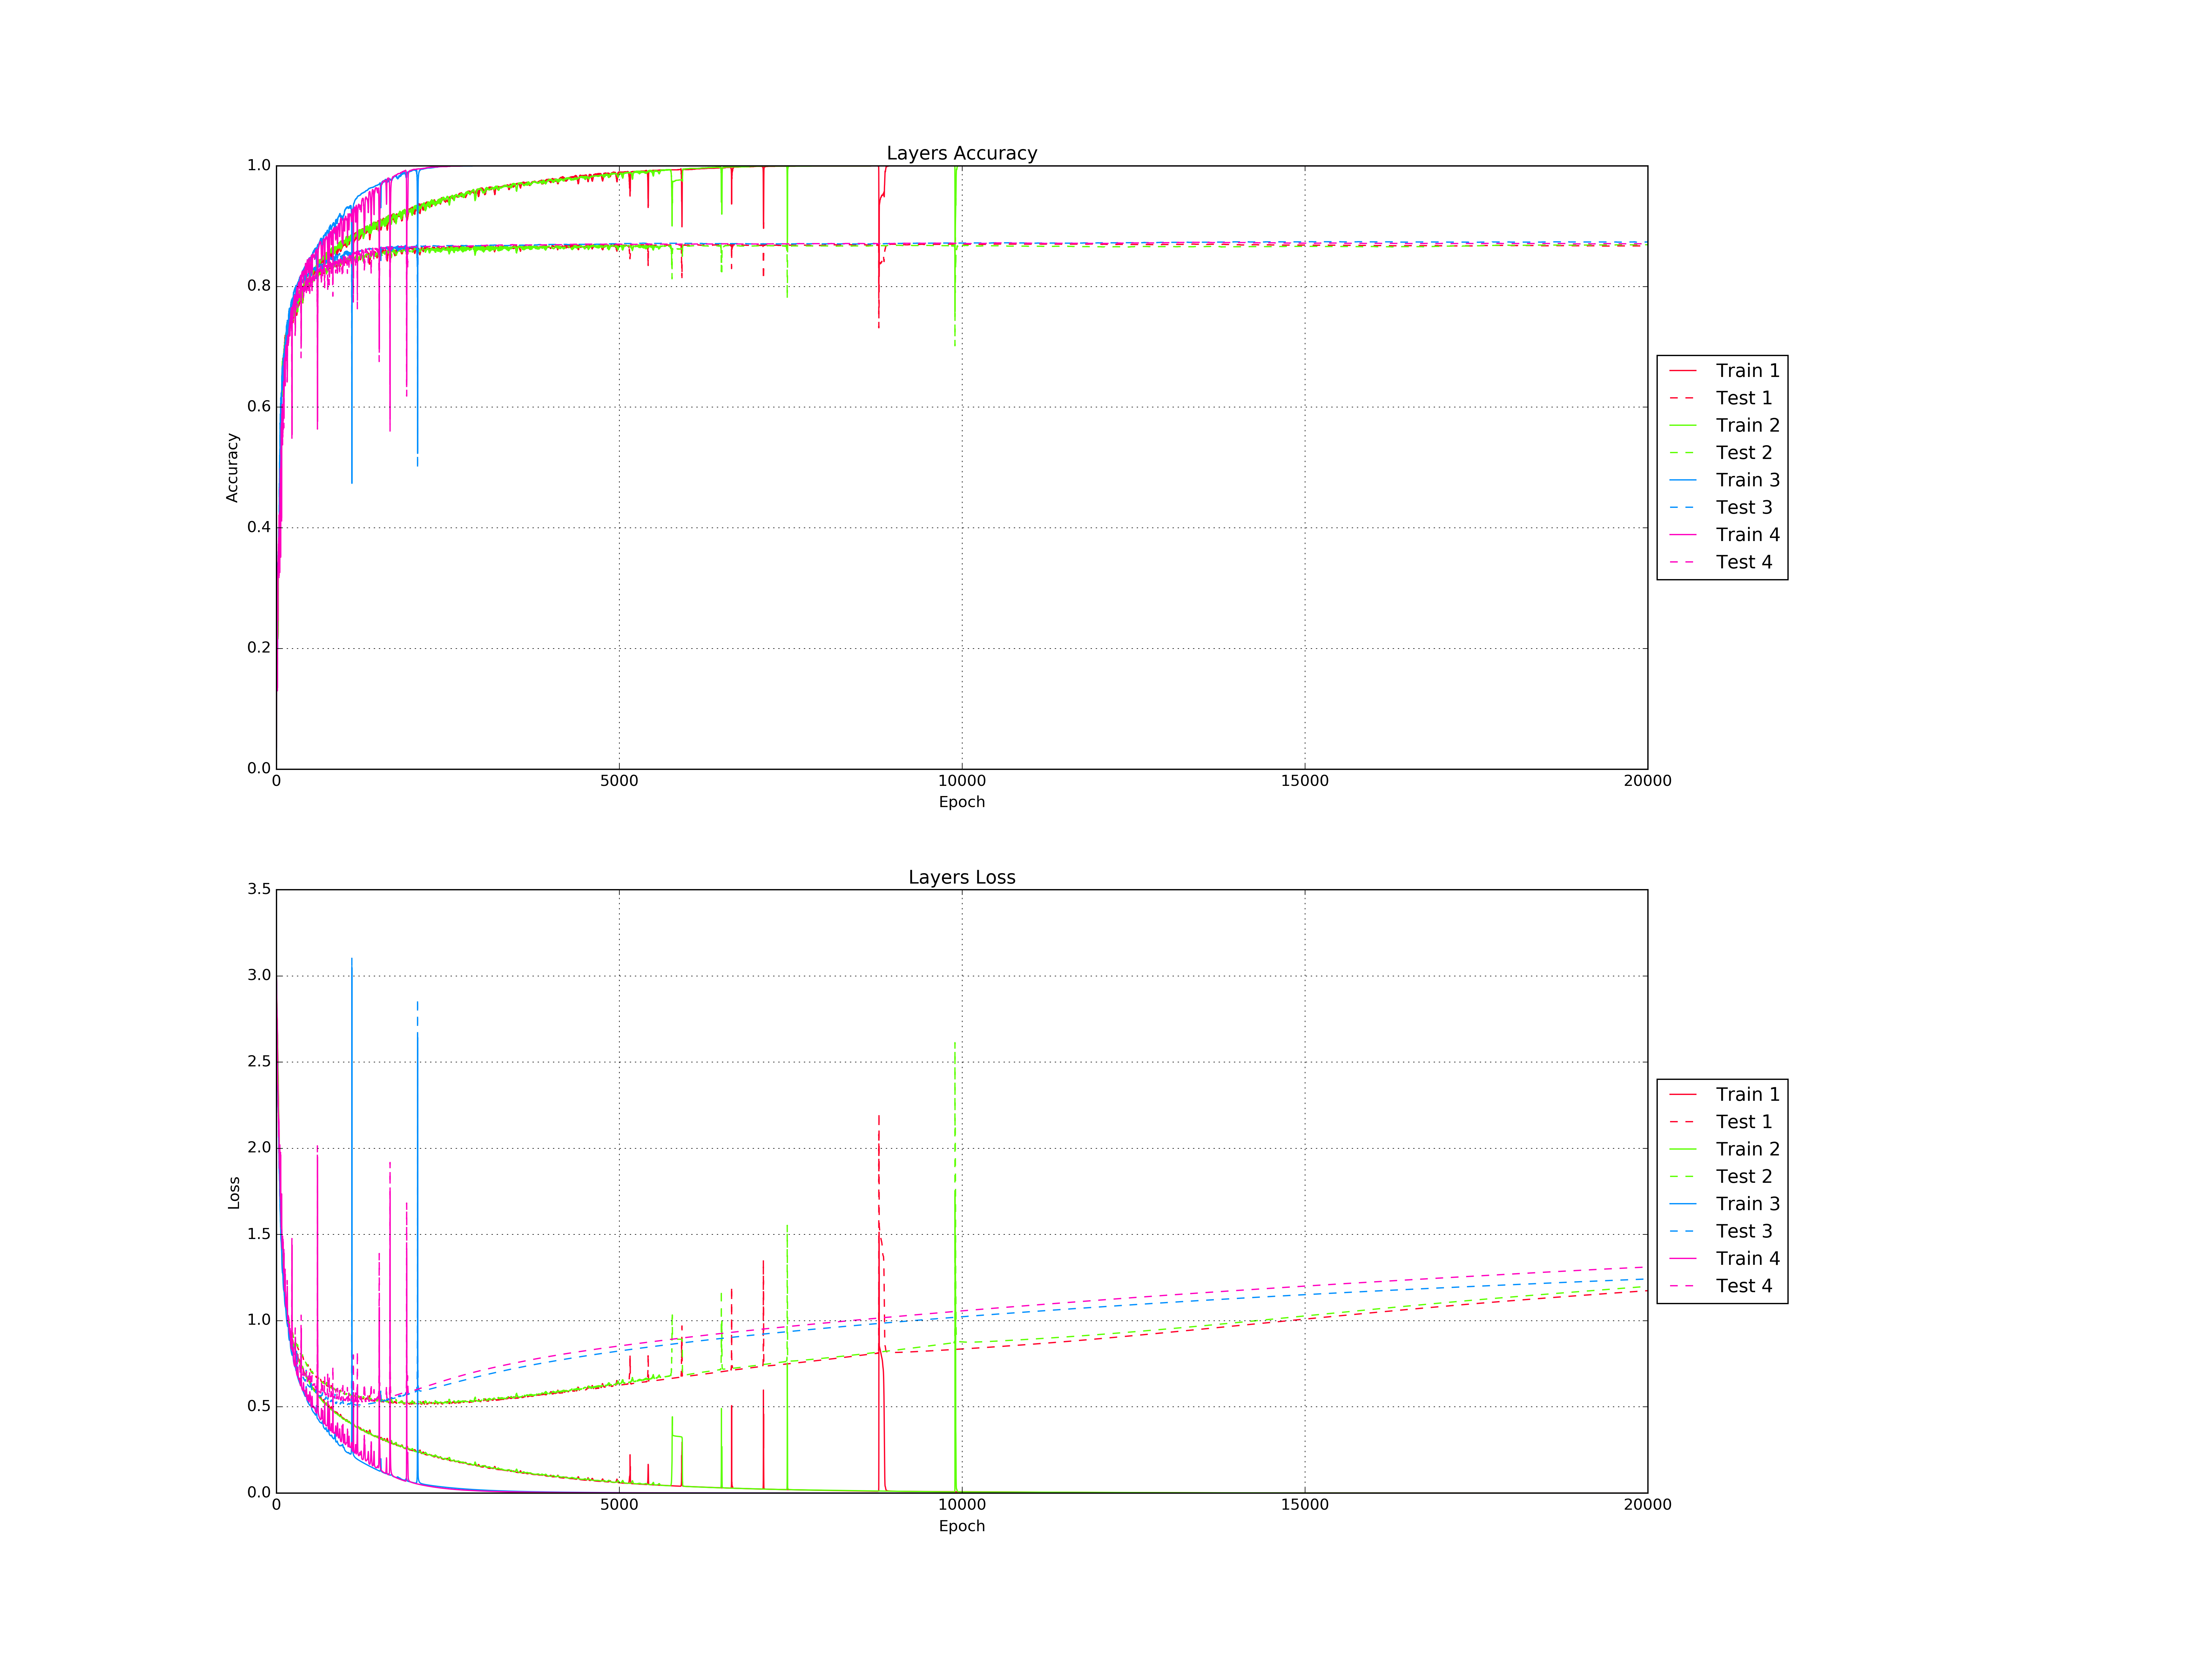 Layers Accuracy
1.0
0.8
0.6
0.4
0.2
0.0
Accuracy
0 5000 10000 15000 20000
Epoch
Train 1
Test 1
Train 2
Test 2
Train 3
Test 3
Train 4
Test 4
Layers Loss
3.5
3.0
2.5
2.0
1.5
1.0
0.5
0.0
Loss
0 5000 10000 15000 20000
Epoch
Train 1
Test 1
Train 2
Test 2
Train 3
Test 3
Train 4
Test 4